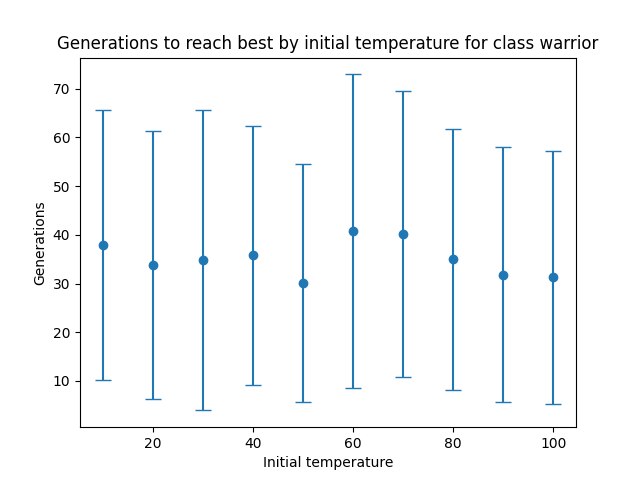 Generations to reach best by initial temperature for class warrior
70
60
50
40
30
20
10
Generations
20 40 60 80 100
Initial temperature